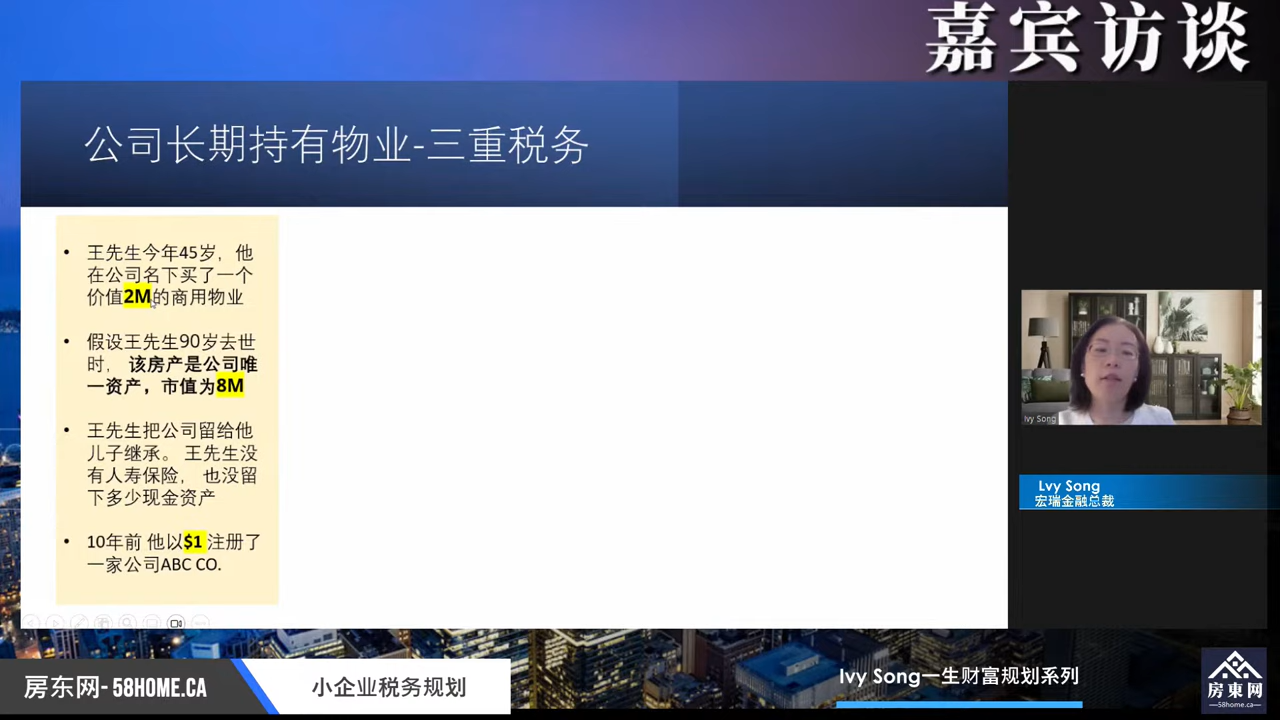 嘉宾访谈
公司长期持有物业-三重税务
• 王先生今年45岁，他
在公司名下买了一个
价值2M的商用物业
• 假设王先生90岁去世
时， 该房产是公司唯
一资产，市值为8M
• 王先生把公司留给他
儿子继承。 王先生没
有人寿保险， 也没留
下多少现金资产
• 10年前 他以$1 注册了
一家公司ABC CO.
Ivy Song
Lvy Song
宏瑞金融总裁
房东网- 58HOME.CA
小企业税务规划
Ivy Song一生财富规划系列
房東网
—58home.ca—